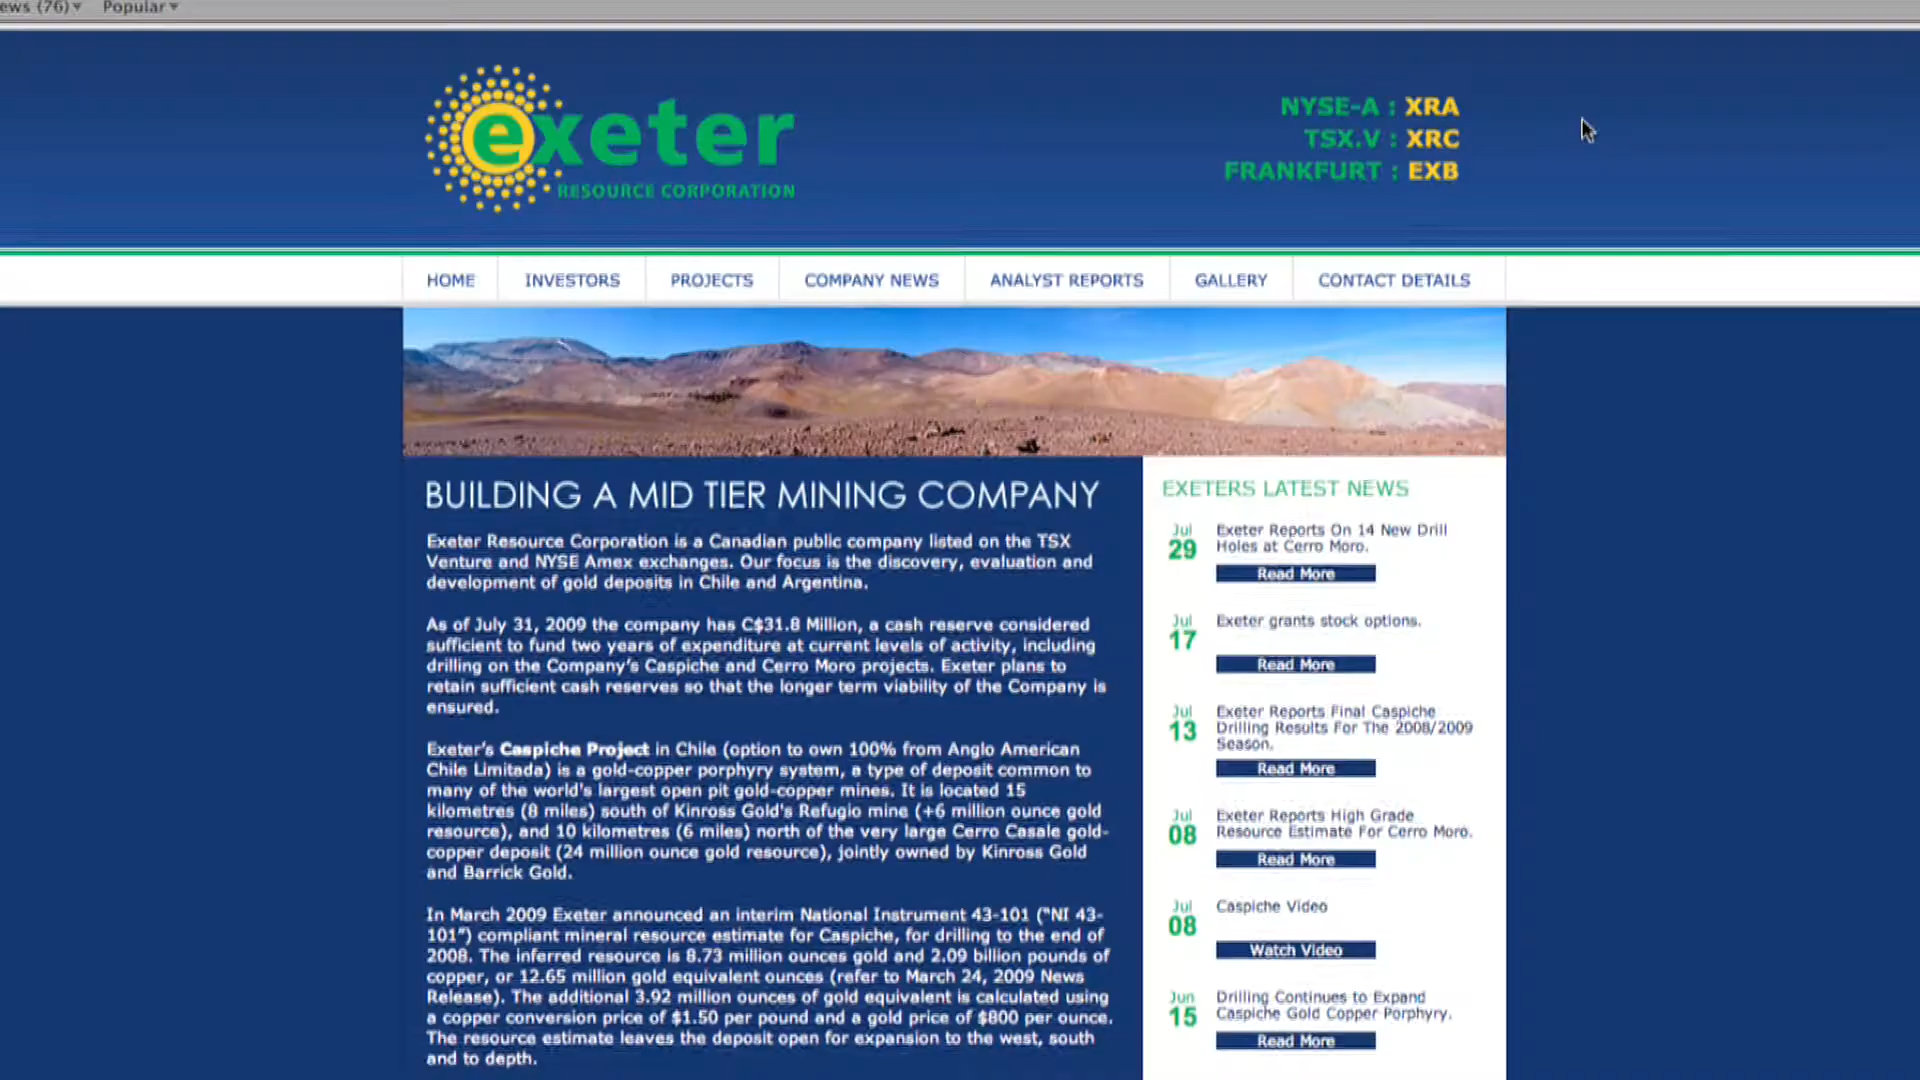 ews (76)▾ Popular▾
exeter
RESOURCE CORPORATION
NYSE-A : XRA
TSX.V : XRC
FRANKFURT : EXB
HOME INVESTORS PROJECTS COMPANY NEWS ANALYST REPORTS GALLERY CONTACT DETAILS
BUILDING A MID TIER MINING COMPANY
Exeter Resource Corporation is a Canadian public company listed on the TSX
Venture and NYSE Amex exchanges. Our focus is the discovery, evaluation and
development of gold deposits in Chile and Argentina.
As of July 31, 2009 the company has C$31.8 Million, a cash reserve considered
sufficient to fund two years of expenditure at current levels of activity, including
drilling on the Company's Caspiche and Cerro Moro projects. Exeter plans to
retain sufficient cash reserves so that the longer term viability of the Company is
ensured.
Exeter's Caspiche Project in Chile (option to own 100% from Anglo American
Chile Limitada) is a gold-copper porphyry system, a type of deposit common to
many of the world's largest open pit gold-copper mines. It is located 15
kilometres (8 miles) south of Kinross Gold's Refugio mine (+6 million ounce gold
resource), and 10 kilometres (6 miles) north of the very large Cerro Casale gold-
copper deposit (24 million ounce gold resource), jointly owned by Kinross Gold
and Barrick Gold.
In March 2009 Exeter announced an interim National Instrument 43-101 ("NI 43-
101") compliant mineral resource estimate for Caspiche, for drilling to the end of
2008. The inferred resource is 8.73 million ounces gold and 2.09 billion pounds of
copper, or 12.65 million gold equivalent ounces (refer to March 24, 2009 News
Release). The additional 3.92 million ounces of gold equivalent is calculated using
a copper conversion price of $1.50 per pound and a gold price of $800 per ounce.
The resource estimate leaves the deposit open for expansion to the west, south
and to depth.
EXETERS LATEST NEWS
Jul
29
Exeter Reports On 14 New Drill
Holes at Cerro Moro.
Read More
Jul
17
Exeter grants stock options.
Read More
Jul
13
Exeter Reports Final Caspiche
Drilling Results For The 2008/2009
Season.
Read More
Jul
08
Exeter Reports High Grade
Resource Estimate For Cerro Moro.
Read More
Jul
08
Caspiche Video
Watch Video
Jun
15
Drilling Continues to Expand
Caspiche Gold Copper Porphyry.
Read More